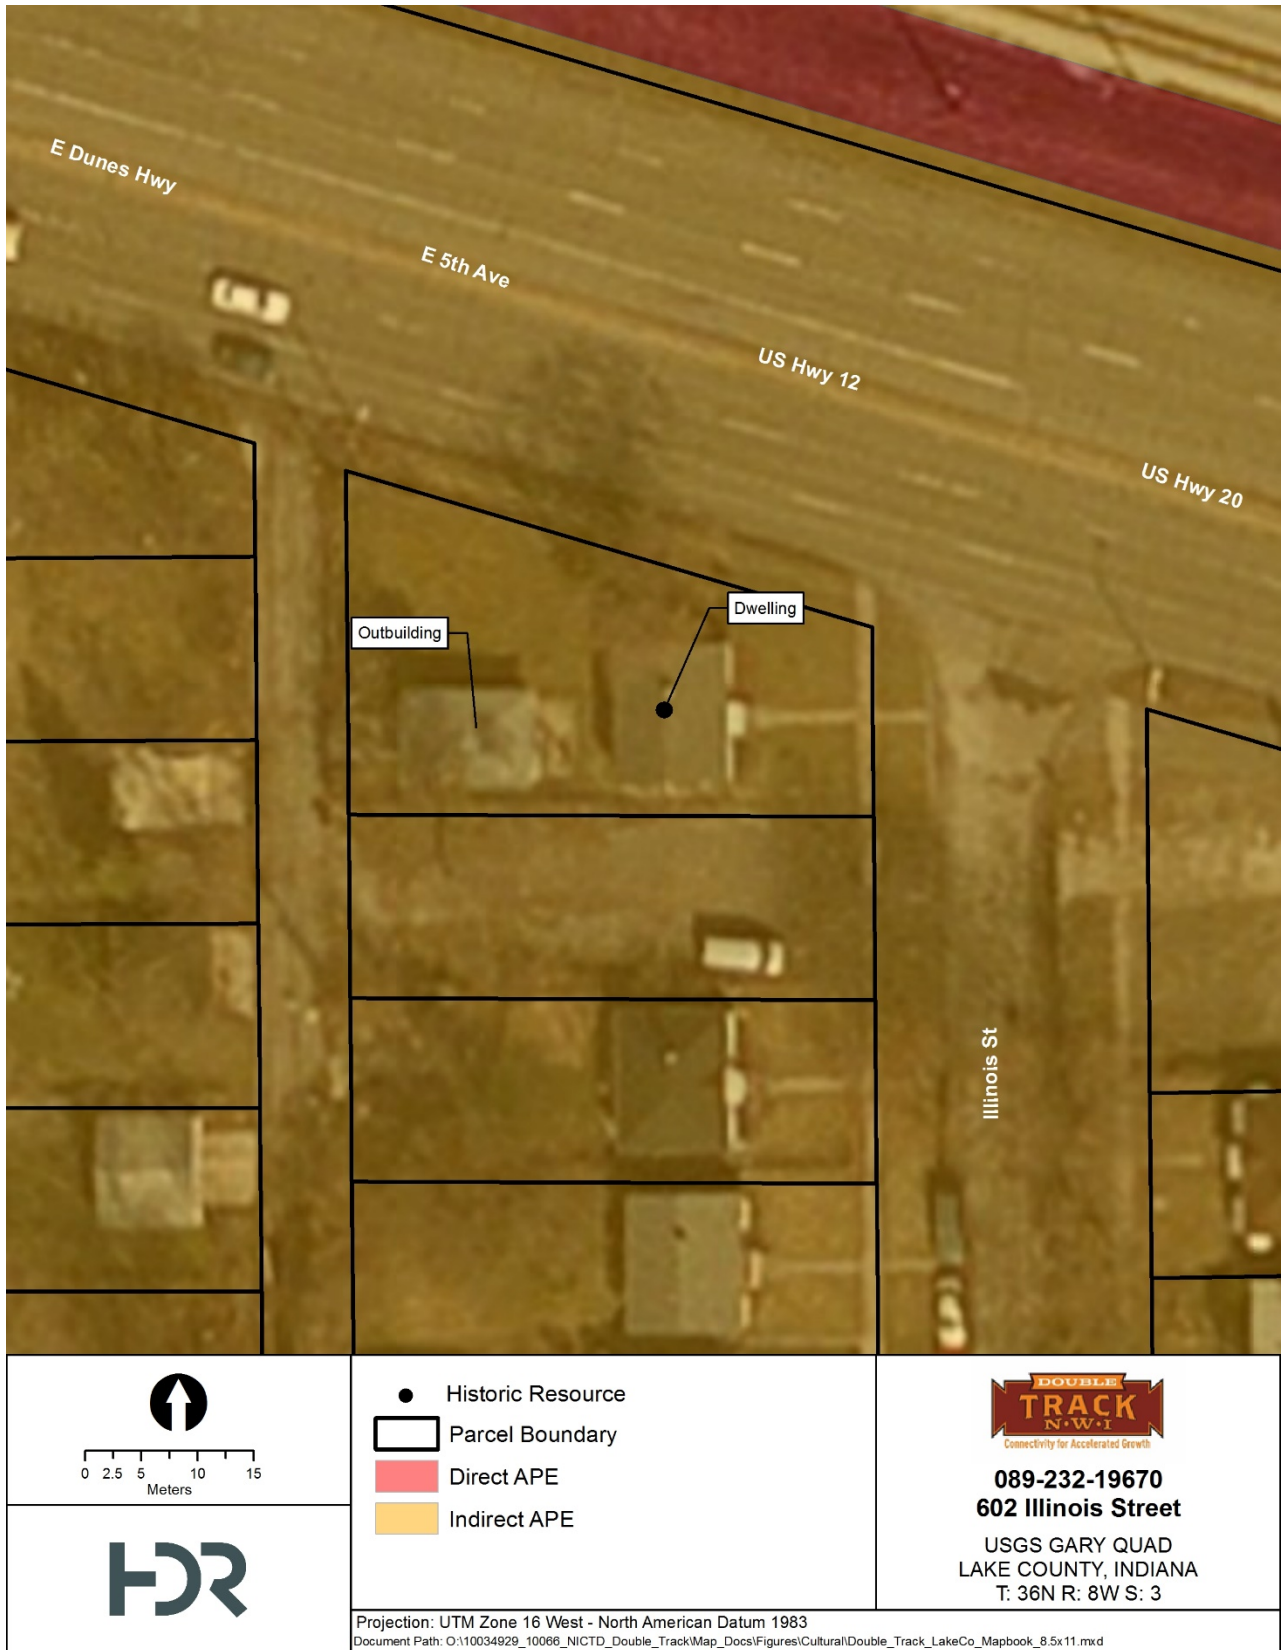 E Dunes Hwy
E 5th Ave
US Hwy 12
US Hwy 20
Dwelling
Outbuilding
Illinois St
0 2.5 5 10 15
Meters
HDR
Historic Resource
Parcel Boundary
Direct APE
Indirect APE
DOUBLE
TRACK
N·W·I
Connectivity for Accelerated Growth
089-232-19670
602 Illinois Street
USGS GARY QUAD
LAKE COUNTY, INDIANA
T: 36N R: 8W S: 3
Projection: UTM Zone 16 West - North American Datum 1983
Document Path: O:\10034929_10066_NICTD_Double_Track\Map_Docs\Figures\Cultural\Double_Track_LakeCo_Mapbook_8.5x11.mxd